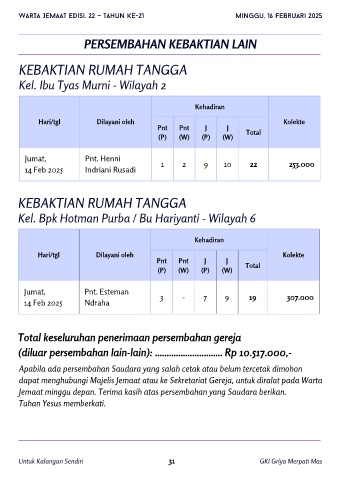 WARTA JEMAAT EDISI. 22 – TAHUN KE-21 MINGGU, 16 FEBRUARI 2025
PERSEMBAHAN KEBAKTIAN LAIN
KEBAKTIAN RUMAH TANGGA
Kel. Ibu Tyas Murni - Wilayah 2
Hari/tgl Dilayani oleh Kehadiran Kolekte
Pnt (P) Pnt (W) J (P) J (W) Total
Jumat, 14 Feb 2025 Pnt. Henni Indriani Rusadi 1 2 9 10 22 253.000
KEBAKTIAN RUMAH TANGGA
Kel. Bpk Hotman Purba / Bu Hariyanti - Wilayah 6
Hari/tgl Dilayani oleh Kehadiran Kolekte
Pnt (P) Pnt (W) J (P) J (W) Total
Jumat, 14 Feb 2025 Pnt. Esteman Ndraha 3 - 7 9 19 307.000
Total keseluruhan penerimaan persembahan gereja
(diluar persembahan lain-lain): ............................. Rp 10.517.000,-
Apabila ada persembahan Saudara yang salah cetak atau belum tercetak dimohon
dapat menghubungi Majelis Jemaat atau ke Sekretariat Gereja, untuk diralat pada Warta
Jemaat minggu depan. Terima kasih atas persembahan yang Saudara berikan.
Tuhan Yesus memberkati.
Untuk Kalangan Sendiri 31 GKI Griya Merpati Mas